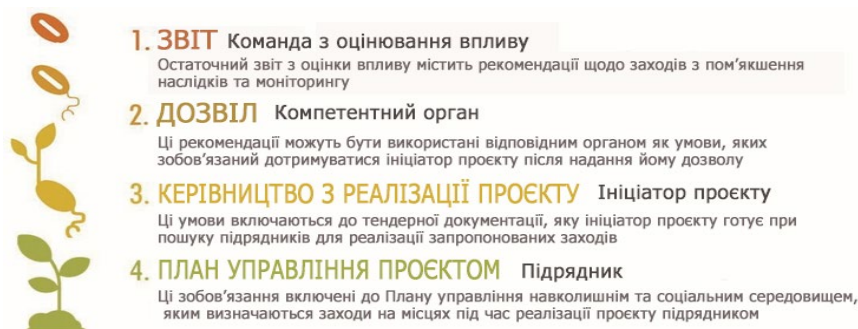 1. ЗВІТ Команда з оцінювання впливу
Остаточний звіт з оцінки впливу містить рекомендації щодо заходів з пом’якшення
наслідків та моніторингу
2. ДОЗВІЛ Компетентний орган
Ці рекомендації можуть бути використані відповідним органом як умови, яких
зобов’язаний дотримуватися ініціатор проєкту після надання йому дозволу
3. КЕРІВНИЦТВО З РЕАЛІЗАЦІЇ ПРОЄКТУ Ініціатор проєкту
Ці умови включаються до тендерної документації, яку ініціатор проєкту готує при
пошуку підрядників для реалізації запропонованих заходів
4. ПЛАН УПРАВЛІННЯ ПРОЄКТОМ Підрядник
Ці зобов’язання включені до Плану управління навколишнім та соціальним середовищем,
яким визначаються заходи на місцях під час реалізації проєкту підрядником